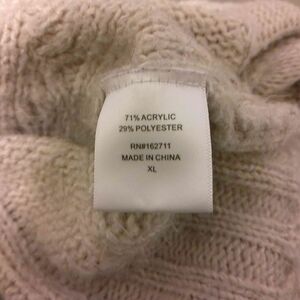 71% ACRYLIC
29% POLYESTER
RN#162711
MADE IN CHINA
XL